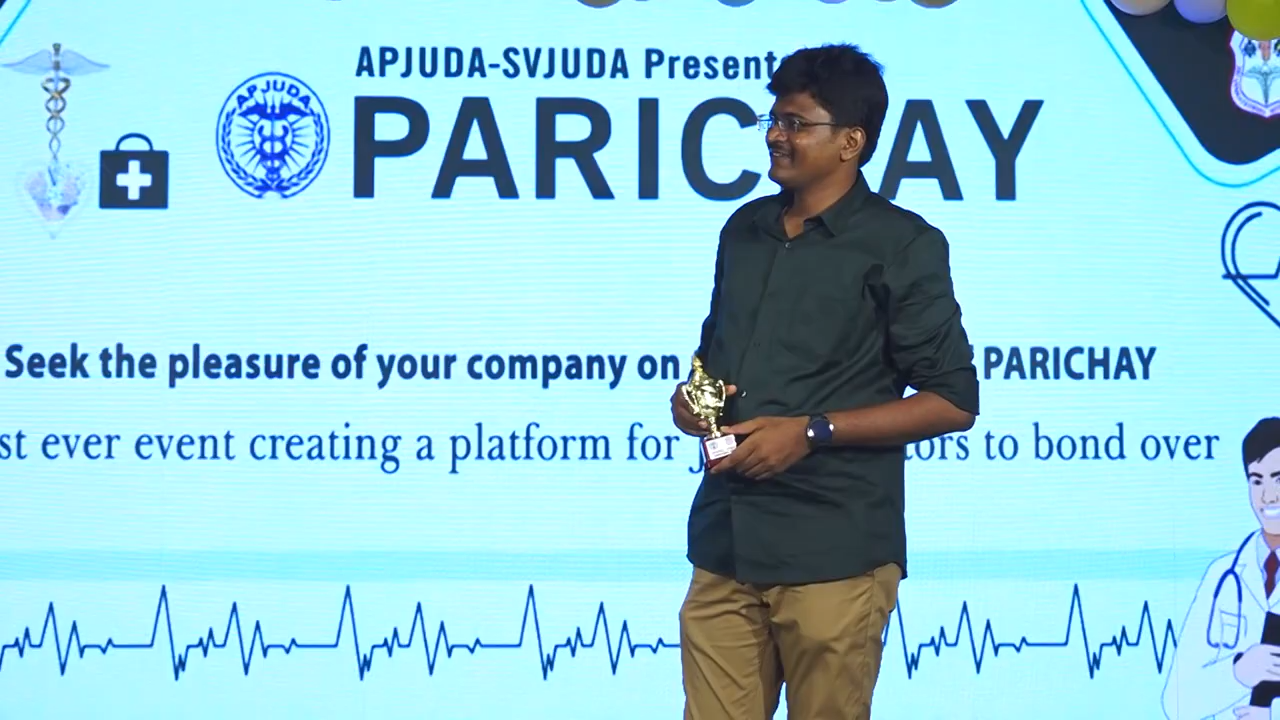 APJUDA-SVJUDA Present
APJUDA
PARIC AY
Seek the pleasure of your company on PARICHAY
st ever event creating a platform for j tors to bond over